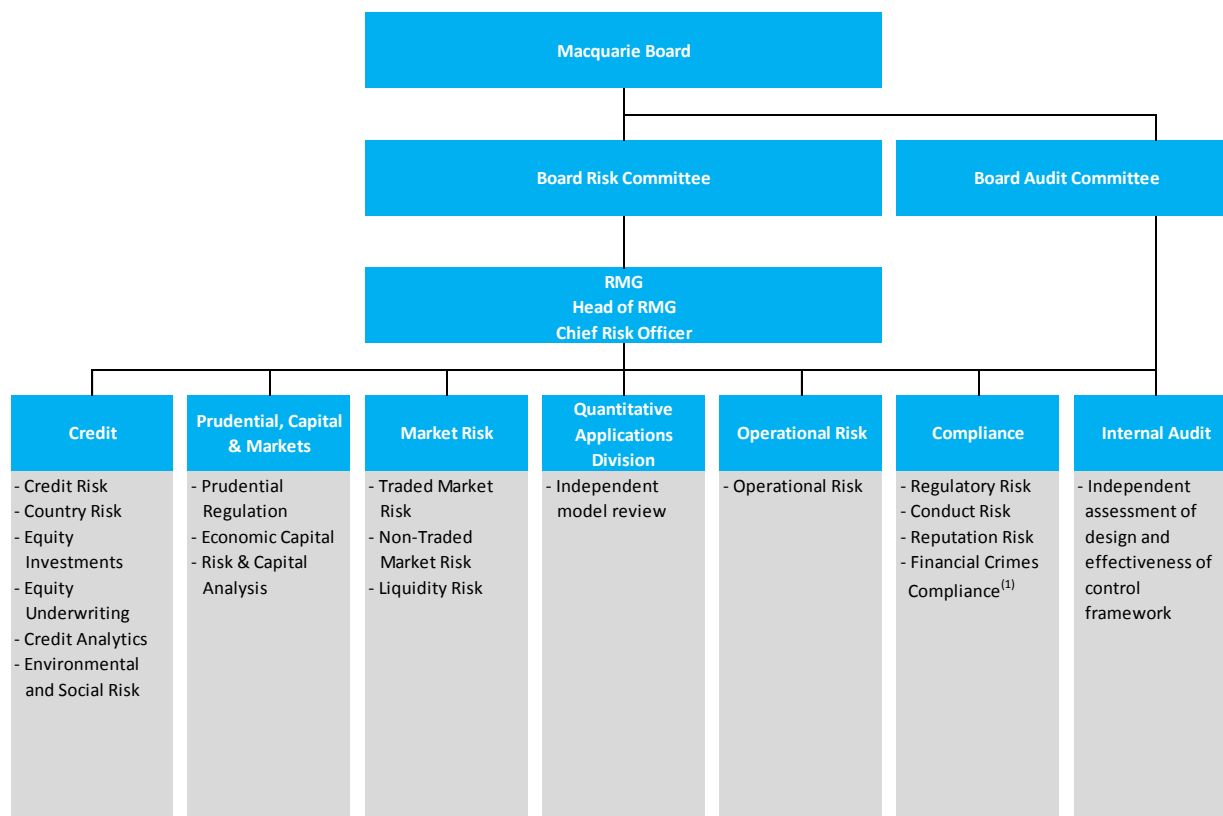 Macquarie Board
Board Risk Committee
Board Audit Committee
RMG
Head of RMG
Chief Risk Officer
Credit
- Credit Risk
- Country Risk
- Equity
Investments
- Equity
Underwriting
- Credit Analytics
- Environmental
and Social Risk
Prudential, Capital
& Markets
- Prudential
Regulation
- Economic Capital
- Risk & Capital
Analysis
Market Risk
- Traded Market
Risk
- Non-Traded
Market Risk
- Liquidity Risk
Quantitative
Applications
Division
- Independent
model review
Operational Risk
- Operational Risk
Compliance
- Regulatory Risk
- Conduct Risk
- Reputation Risk
- Financial Crimes
Compliance(1)
Internal Audit
- Independent
assessment of
design and
effectiveness of
control
framework